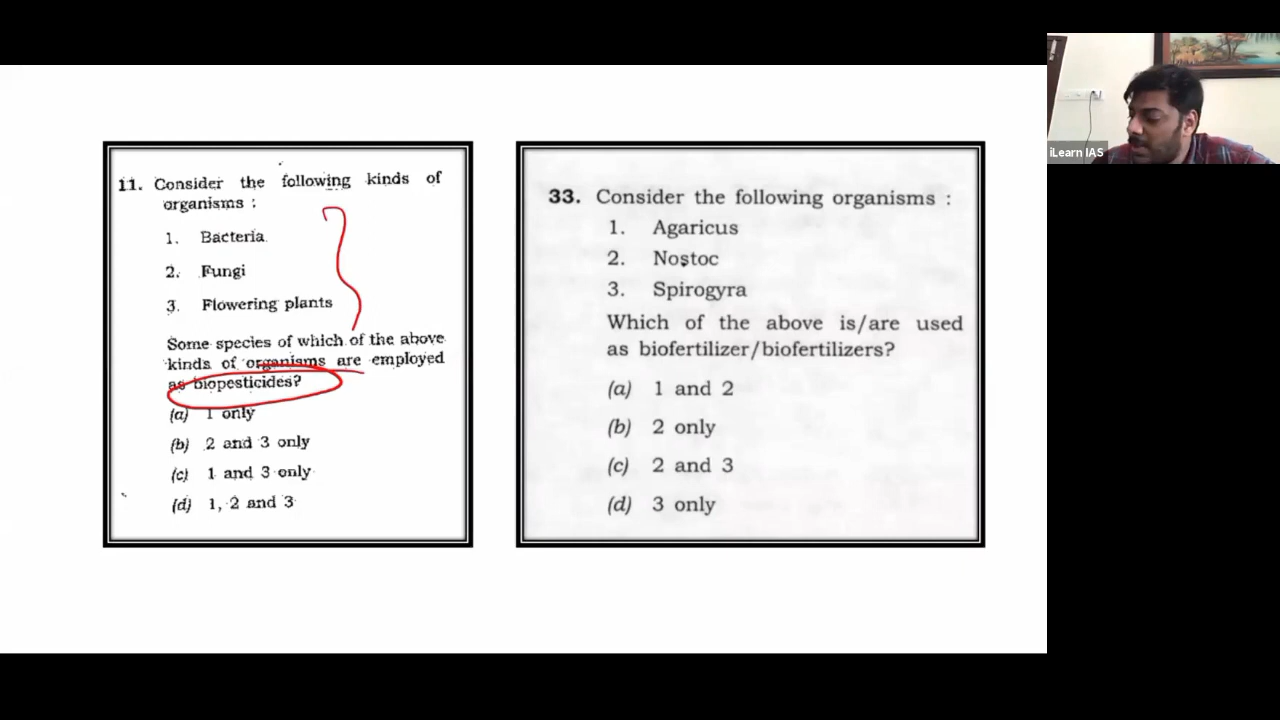 11. Consider the following kinds of
organisms :
1. Bacteria
2. Fungi
3. Flowering plants
Some species of which of the above
kinds of organisms are employed
as biopesticides?
(a) 1 only
(b) 2 and 3 only
(c) 1 and 3 only
(d) 1, 2 and 3
33. Consider the following organisms :
1. Agaricus
2. Nostoc
3. Spirogyra
Which of the above is/are used
as biofertilizer/biofertilizers?
(a) 1 and 2
(b) 2 only
(c) 2 and 3
(d) 3 only
iLearn IAS